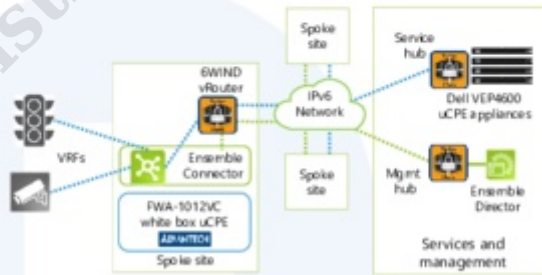 Spoke
site
6WIND
vRouter
VRFs
Ensemble
Connector
FWA-1012VC
white box uCPE
ADVANTECH
Spoke site
IPv6
Network
Spoke
site
Service
hub
Dell VEP4600
uCPE appliances
Mgmt
hub
Ensemble
Director
Services and
management